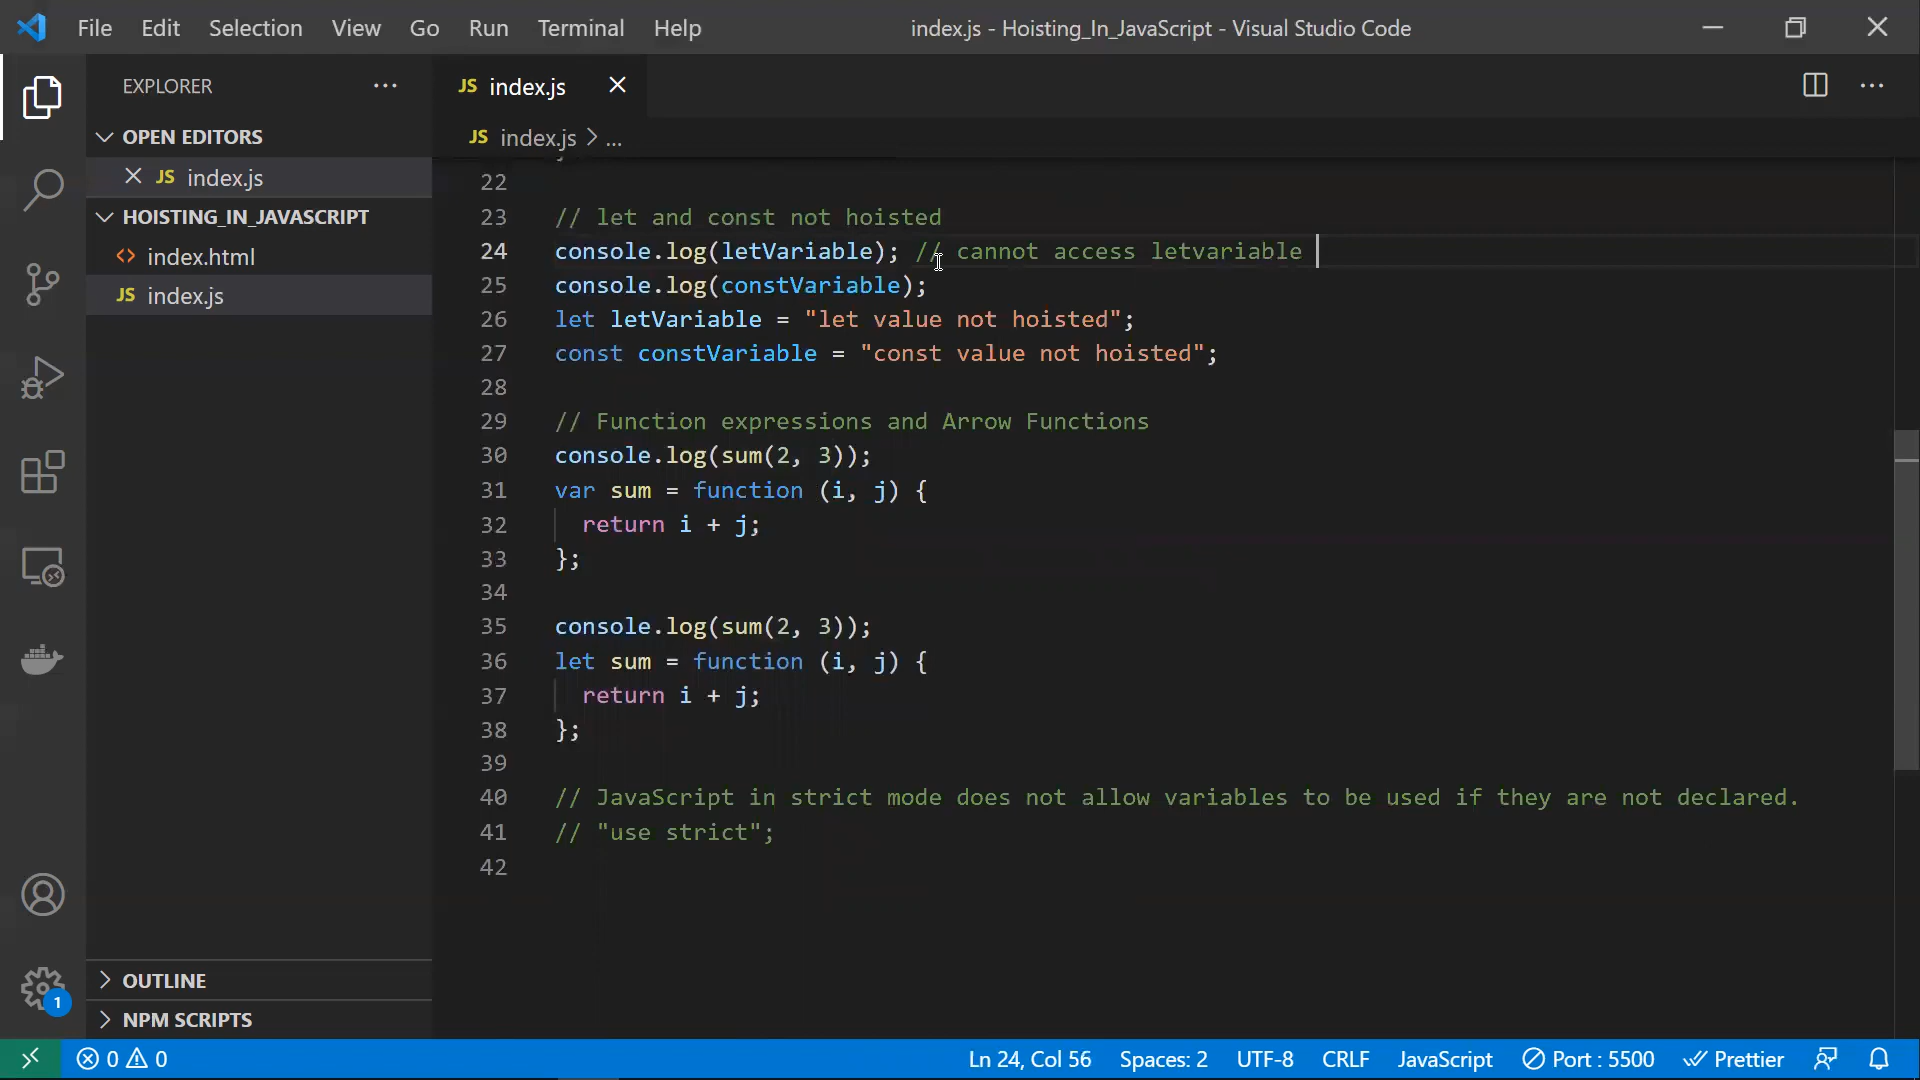 File Edit Selection View Go Run Terminal Help index.js - Hoisting_In_JavaScript - Visual Studio Code
EXPLORER
OPEN EDITORS
JS index.js
HOISTING_IN_JAVASCRIPT
index.html
JS index.js
OUTLINE
NPM SCRIPTS
JS index.js
JS index.js > ...
22
23 // let and const not hoisted
24 console.log(letVariable); // cannot access letvariable
25 console.log(constVariable);
26 let letVariable = "let value not hoisted";
27 const constVariable = "const value not hoisted";
28
29 // Function expressions and Arrow Functions
30 console.log(sum(2, 3));
31 var sum = function (i, j) {
32 return i + j;
33 };
34
35 console.log(sum(2, 3));
36 let sum = function (i, j) {
37 return i + j;
38 };
39
40 // JavaScript in strict mode does not allow variables to be used if they are not declared.
41 // "use strict";
42
1
0 0 Ln 24, Col 56 Spaces: 2 UTF-8 CRLF JavaScript Port : 5500 Prettier